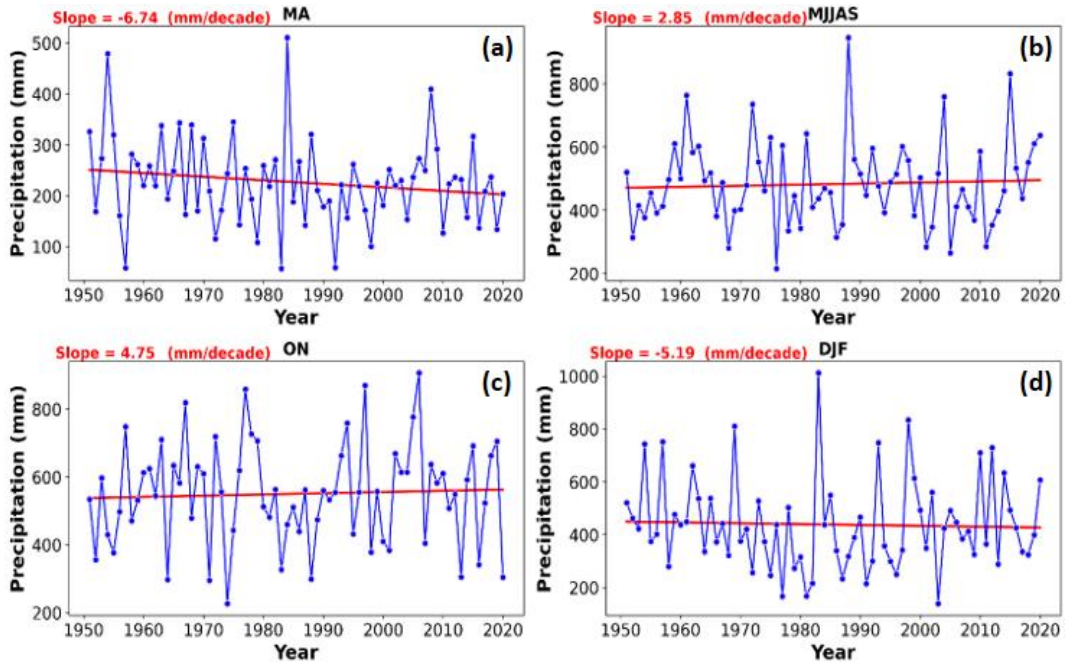 Slope = -6.74 (mm/decade) MA
(a)
Precipitation (mm)
500
400
300
200
100
1950 1960 1970 1980 1990 2000 2010 2020
Year
Slope = 2.85 (mm/decade) MJJAS
(b)
Precipitation (mm)
800
600
400
200
1950 1960 1970 1980 1990 2000 2010 2020
Year
Slope = 4.75 (mm/decade) ON
(c)
Precipitation (mm)
800
600
400
200
1950 1960 1970 1980 1990 2000 2010 2020
Year
Slope = -5.19 (mm/decade) DJF
(d)
Precipitation (mm)
1000
800
600
400
200
1950 1960 1970 1980 1990 2000 2010 2020
Year